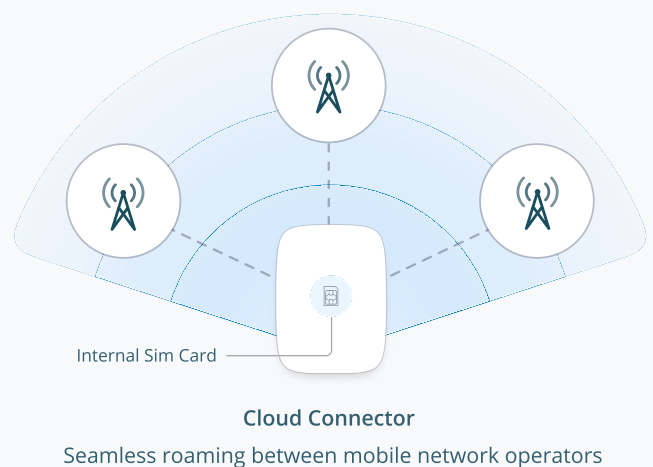 Internal Sim Card
Cloud Connector
Seamless roaming between mobile network operators